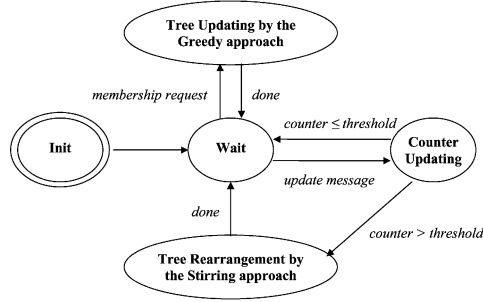 Tree Updating by the
Greedy approach
membership request
done
counter ≤ threshold
Init
Wait
Counter
Updating
update message
done
counter > threshold
Tree Rearrangement by
the Stirring approach